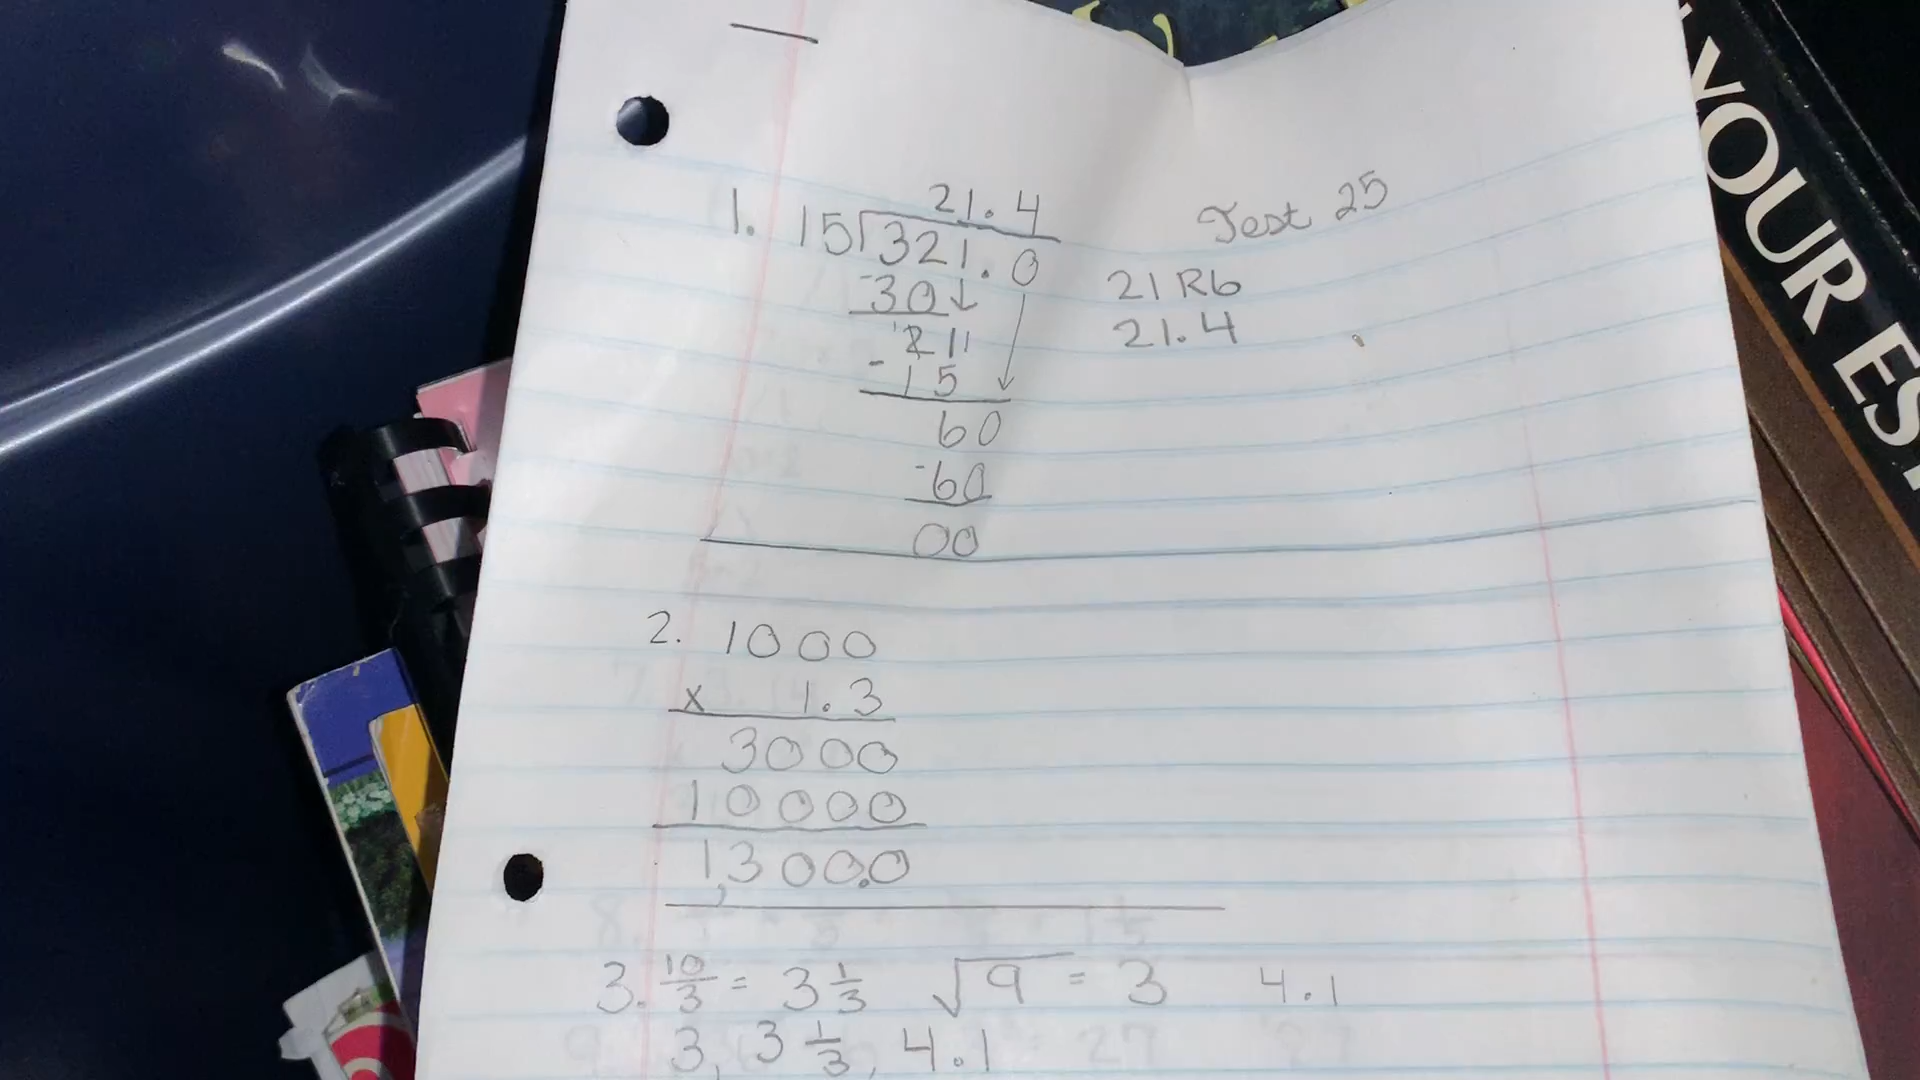 Test 25
1. 15)321.0
21.4
-30
21
-15
60
-60
00
21 R6
21.4
2. 1000
x 1.3
3000
10000
1,300.0
3. 10/3 = 3 1/3 √9 = 3 4.1
3, 3 1/3, 4.1
YOUR ES